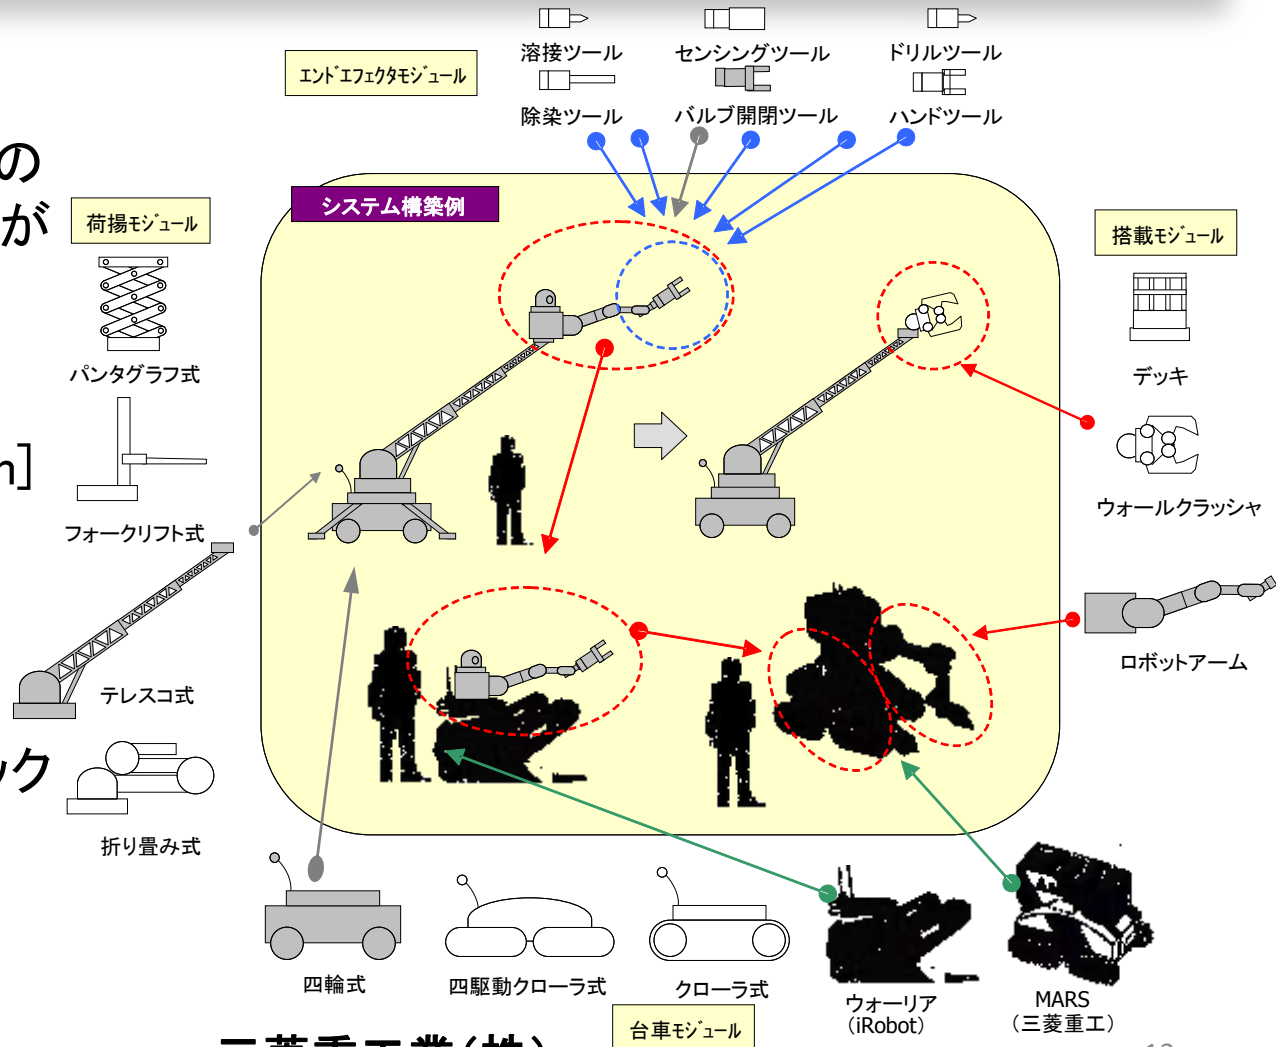 溶接ツール
センシングツール
ドリルツール
エンドエフェクタモジュール
除染ツール
バルブ開閉ツール
ハンドツール
の
が
システム構築例
荷揚モジュール
搭載モジュール
パンタグラフ式
デッキ
フォークリフト式
ウォールクラッシャ
テレスコ式
ロボットアーム
ック
折り畳み式
四輪式
四駆動クローラ式
クローラ式
ウォーリア
(iRobot)
MARS
(三菱重工)
台車モジュール
三菱重工業(株)